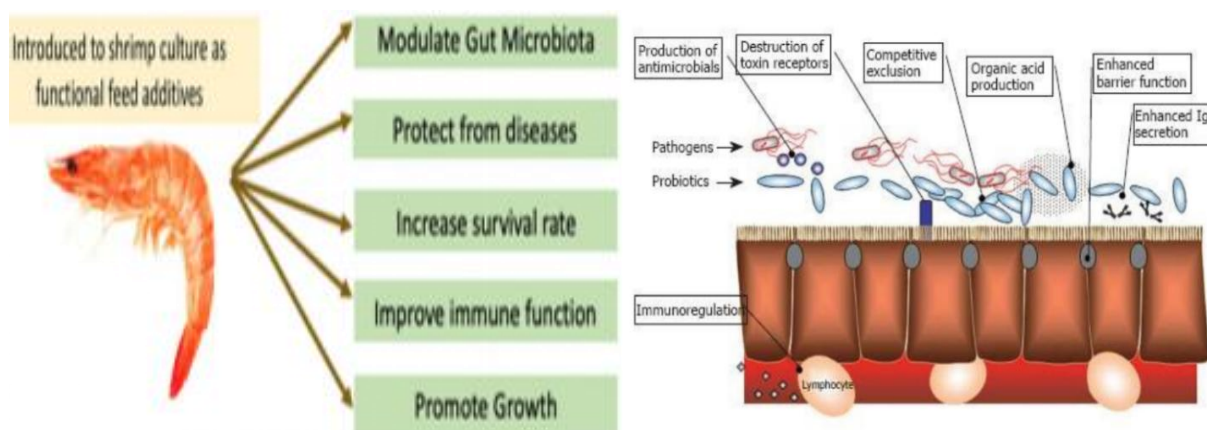 Introduced to shrimp culture as
functional feed additives
Modulate Gut Microbiota
Protect from diseases
Increase survival rate
Improve immune function
Promote Growth
Production of
antimicrobials
Destruction of
toxin receptors
Competitive
exclusion
Organic acid
production
Enhanced
barrier function
Enhanced Ig
secretion
Pathogens
Probiotics
Immunoregulation
Lymphocyte